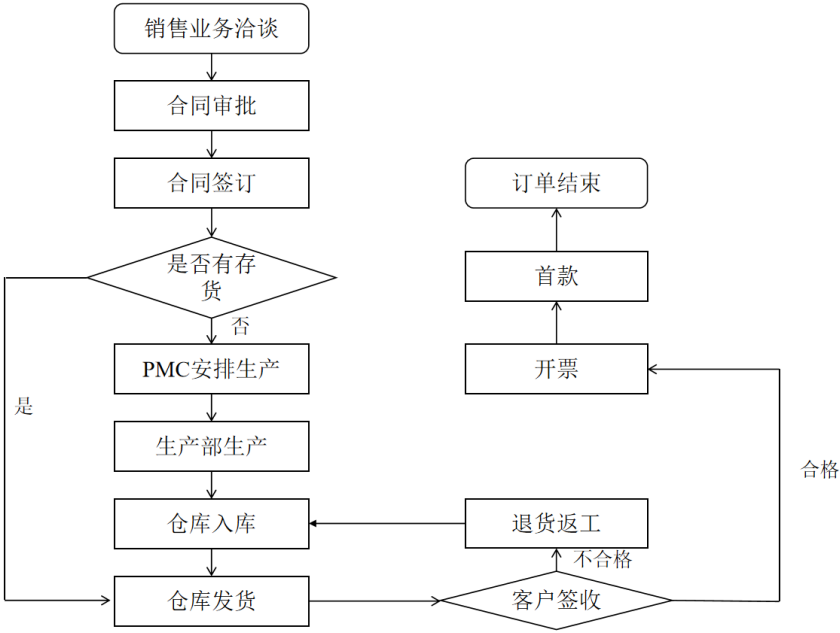 销售业务洽谈
合同审批
合同签订
是否有存
货
否
是
PMC安排生产
生产部生产
仓库入库
仓库发货
客户签收
不合格
退货返工
合格
开票
首款
订单结束